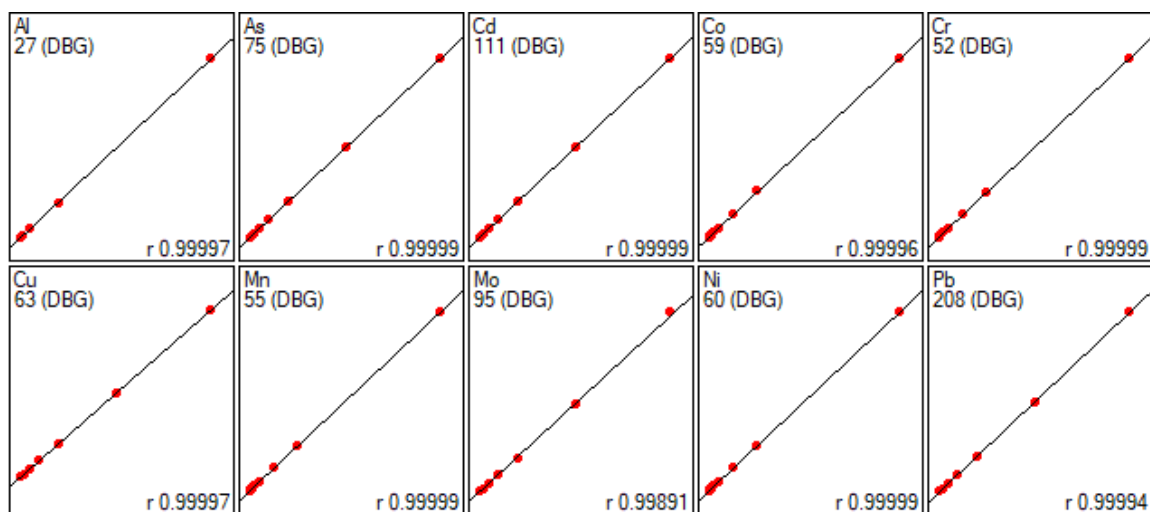 Al
27 (DBG)
r 0.99997
As
75 (DBG)
r 0.99999
Cd
111 (DBG)
r 0.99999
Co
59 (DBG)
r 0.99996
Cr
52 (DBG)
r 0.99999
Cu
63 (DBG)
r 0.99997
Mn
55 (DBG)
r 0.99999
Mo
95 (DBG)
r 0.99891
Ni
60 (DBG)
r 0.99999
Pb
208 (DBG)
r 0.99994